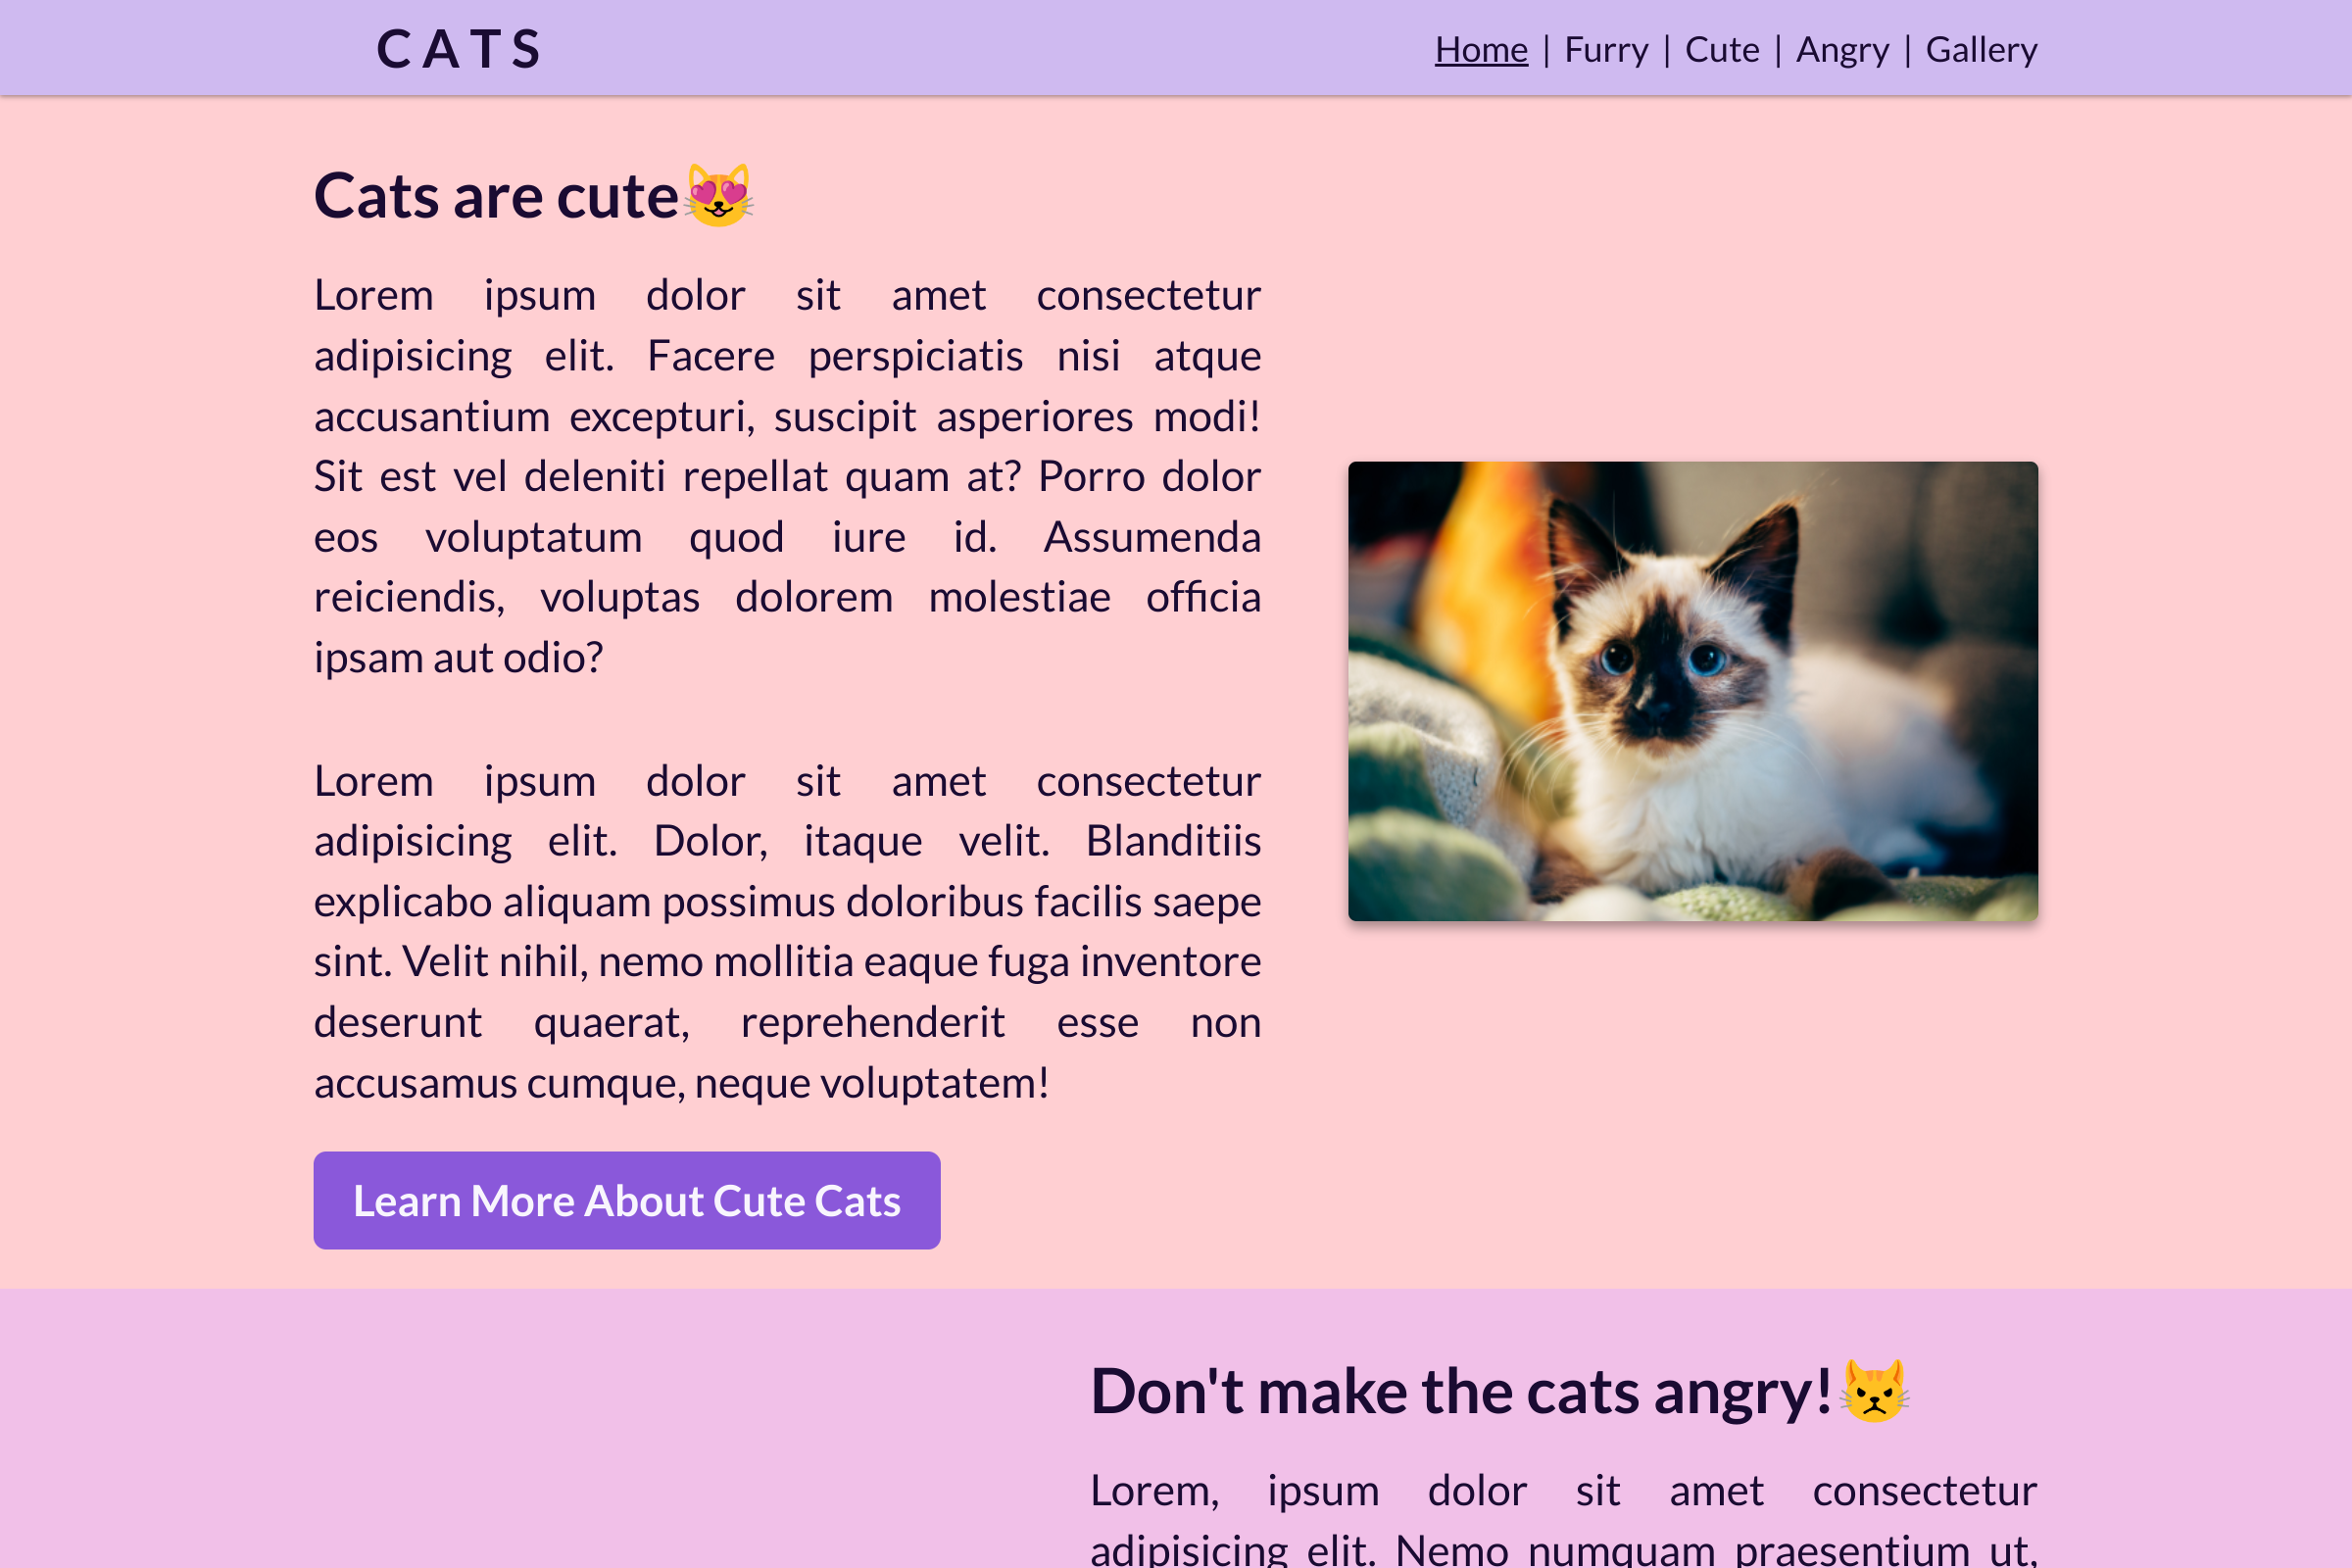 CATS
Home | Furry | Cute | Angry | Gallery
Cats are cute😻
Lorem ipsum dolor sit amet consectetur
adipisicing elit. Facere perspiciatis nisi atque
accusantium excepturi, suscipit asperiores modi!
Sit est vel deleniti repellat quam at? Porro dolor
eos voluptatum quod iure id. Assumenda
reiciendis, voluptas dolorem molestiae officia
ipsam aut odio?
Lorem ipsum dolor sit amet consectetur
adipisicing elit. Dolor, itaque velit. Blanditiis
explicabo aliquam possimus doloribus facilis saepe
sint. Velit nihil, nemo mollitia eaque fuga inventore
deserunt quaerat, reprehenderit esse non
accusamus cumque, neque voluptatem!
Learn More About Cute Cats
Don't make the cats angry!😾
Lorem, ipsum dolor sit amet consectetur
adipisicing elit. Nemo numquam praesentium ut,